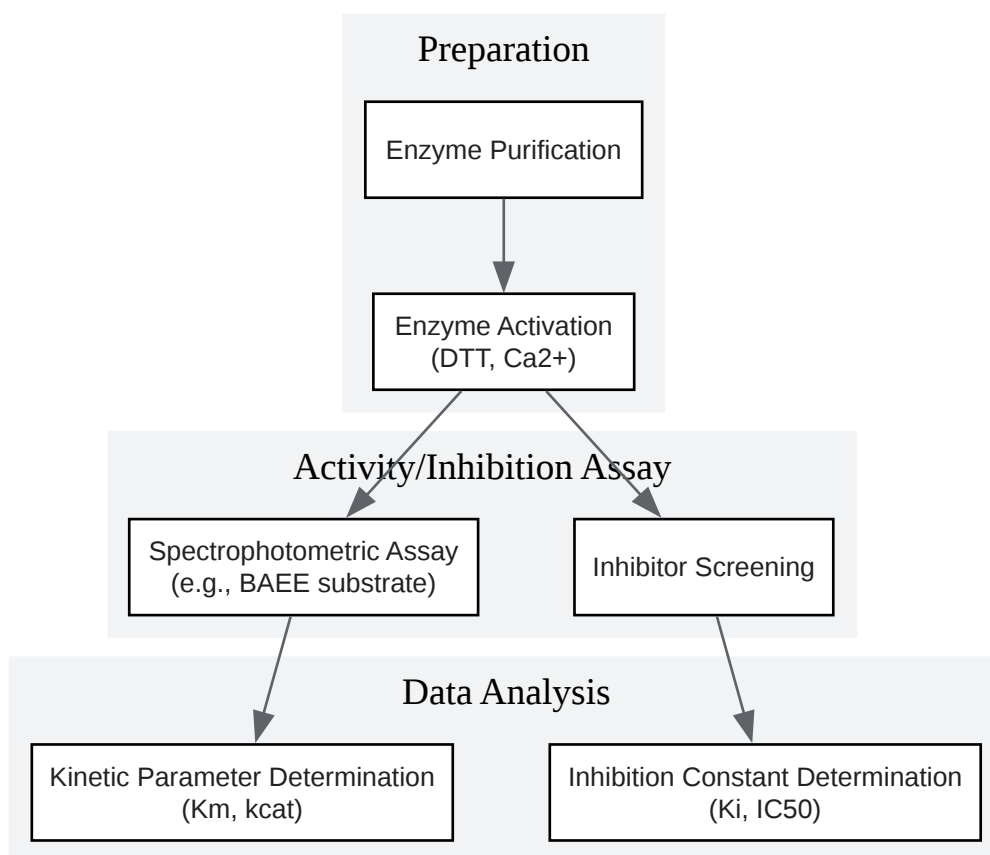 Preparation
Enzyme Purification
Enzyme Activation
(DTT, Ca2+)
Activity/Inhibition Assay
Spectrophotometric Assay
(e.g., BAEE substrate)
Inhibitor Screening
Data Analysis
Kinetic Parameter Determination
(Km, kcat)
Inhibition Constant Determination
(Ki, IC50)